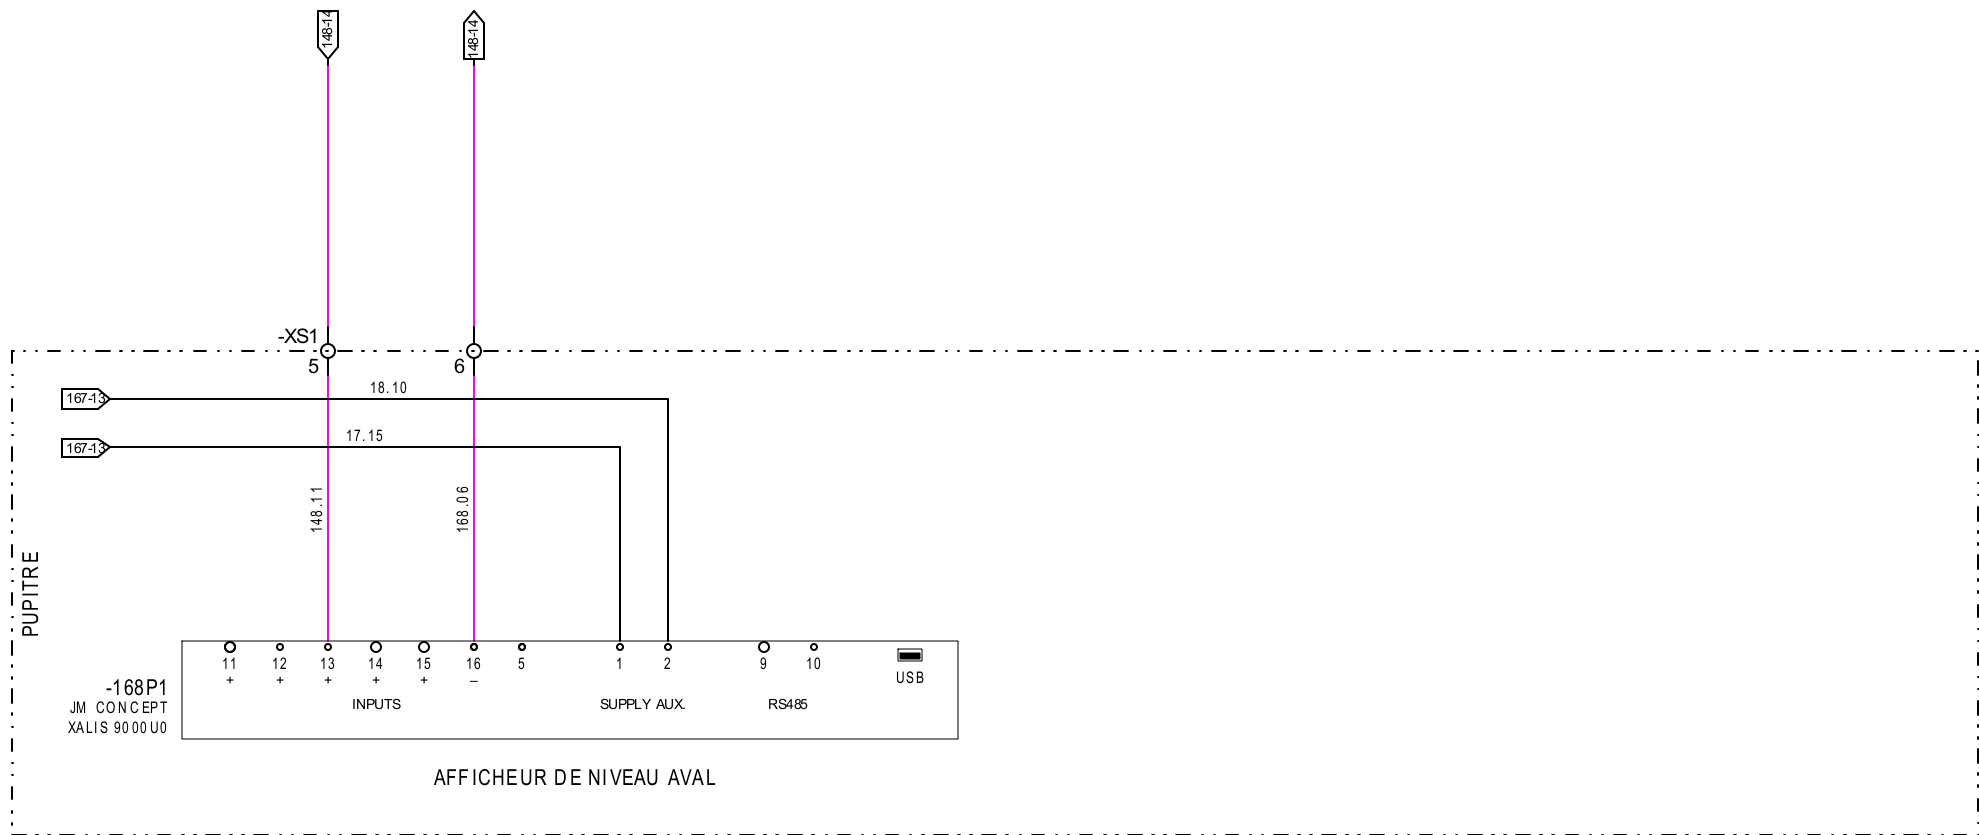 148-14
148-14
-XS1
5
6
167-13
18.10
167-13
17.15
148.11
168.06
PUPITRE
11
12
13
14
15
16
5
1
2
9
10
+
+
+
+
+
–
USB
-168P1
JM CONCEPT
XALIS 9000U0
INPUTS
SUPPLY AUX.
RS485
AFFICHEUR DE NIVEAU AVAL